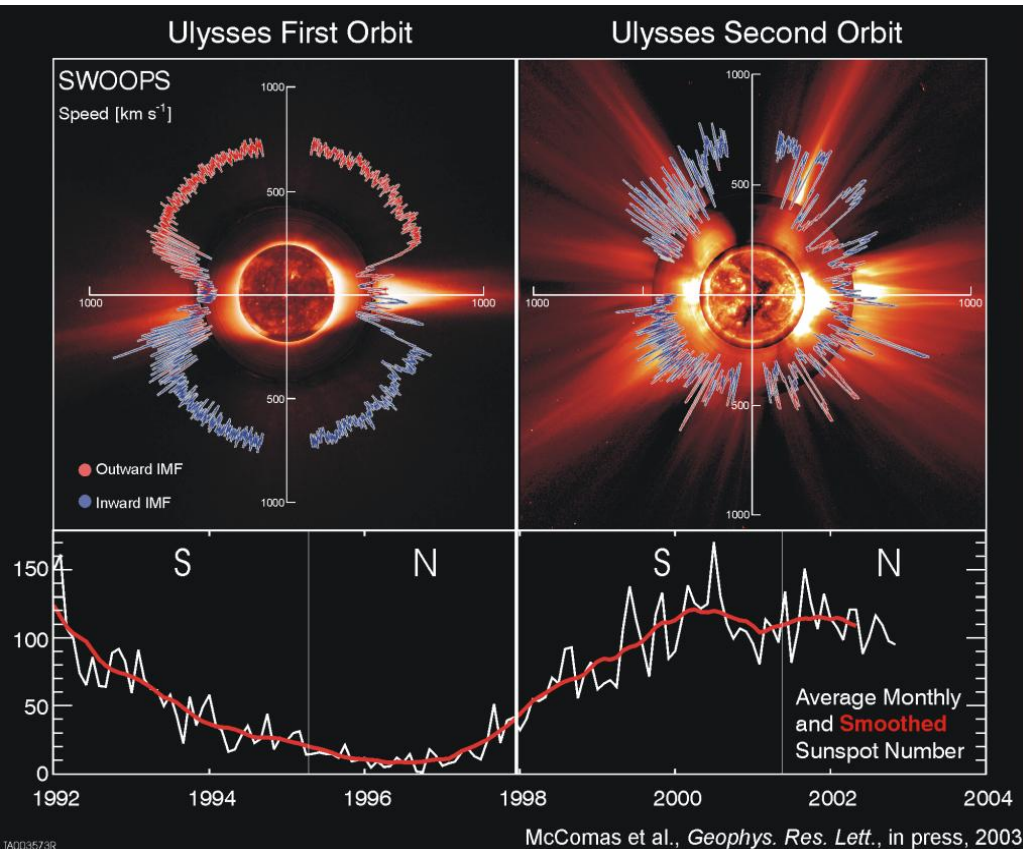 Ulysses First Orbit
Ulysses Second Orbit
SWOOPS
Speed [km s-1]
1000
500
1000
1000
500
1000
Outward IMF
Inward IMF
1000
500
1000
1000
500
1000
S
N
S
N
150
100
50
0
Average Monthly
and Smoothed
Sunspot Number
1992
1994
1996
1998
2000
2002
2004
McComas et al., Geophys. Res. Lett., in press, 2003